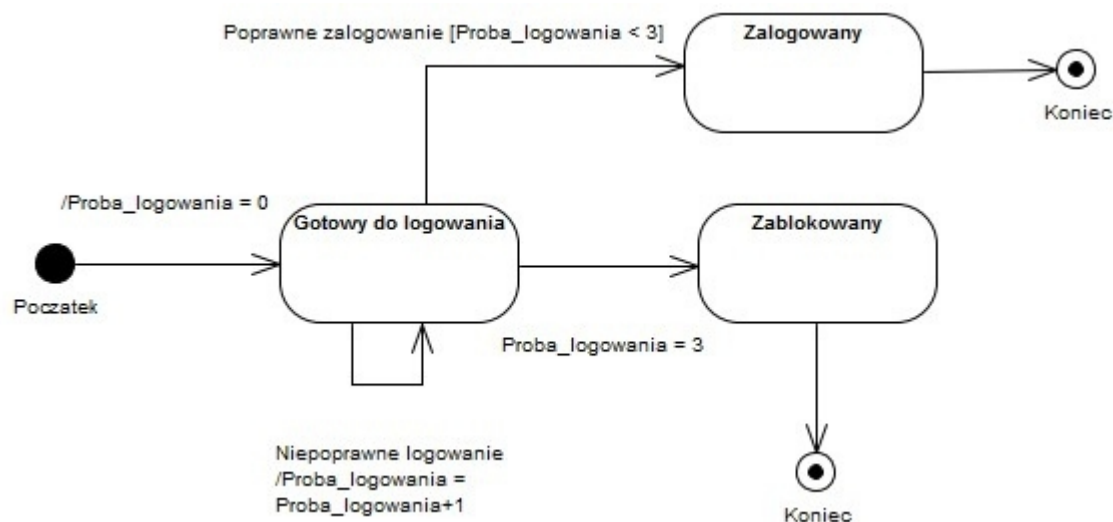 Poprawne zalogowanie [Proba_logowania < 3]
Zalogowany
Koniec
/Proba_logowania = 0
Gotowy do logowania
Zablokowany
Poczatek
Proba_logowania = 3
Niepoprawne logowanie
/Proba_logowania =
Proba_logowania+1
Koniec